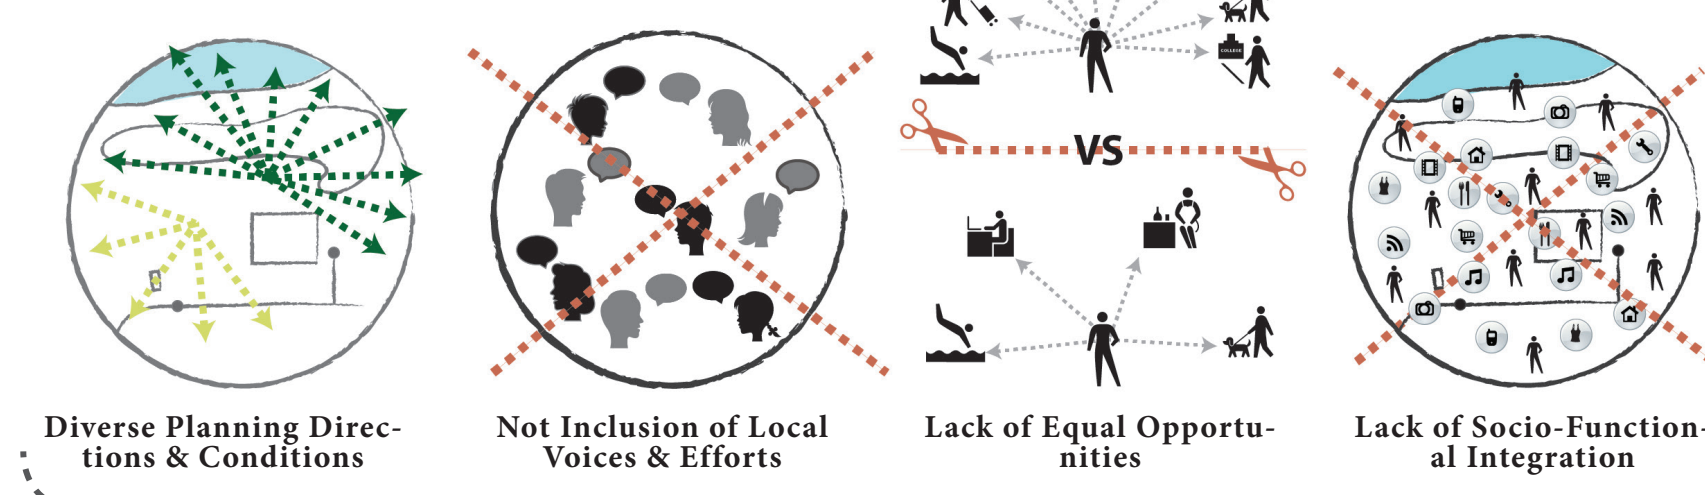 COLLEGE
VS
Diverse Planning Direc-
tions & Conditions
Not Inclusion of Local
Voices & Efforts
Lack of Equal Opportu-
nities
Lack of Socio-Function-
al Integration